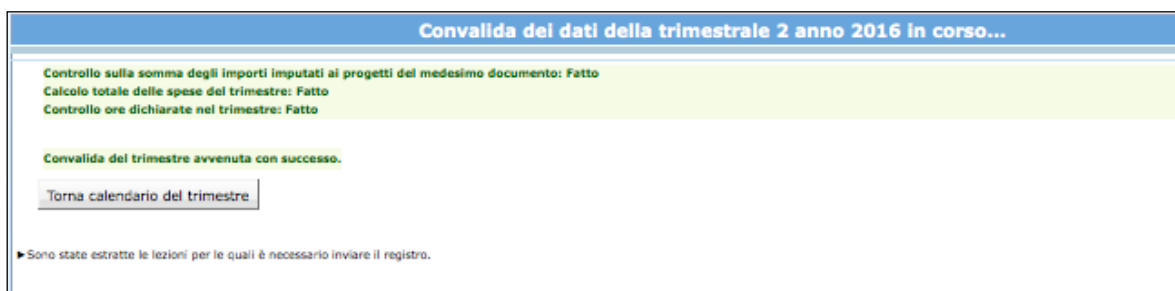 Convalida dei dati della trimestrale 2 anno 2016 in corso...
Controllo sulla somma degli importi imputati ai progetti del medesimo documento: Fatto
Calcolo totale delle spese del trimestre: Fatto
Controllo ore dichiarate nel trimestre: Fatto
Convalida del trimestre avvenuta con successo.
Torna calendario del trimestre
►Sono state estratte le lezioni per le quali è necessario inviare il registro.